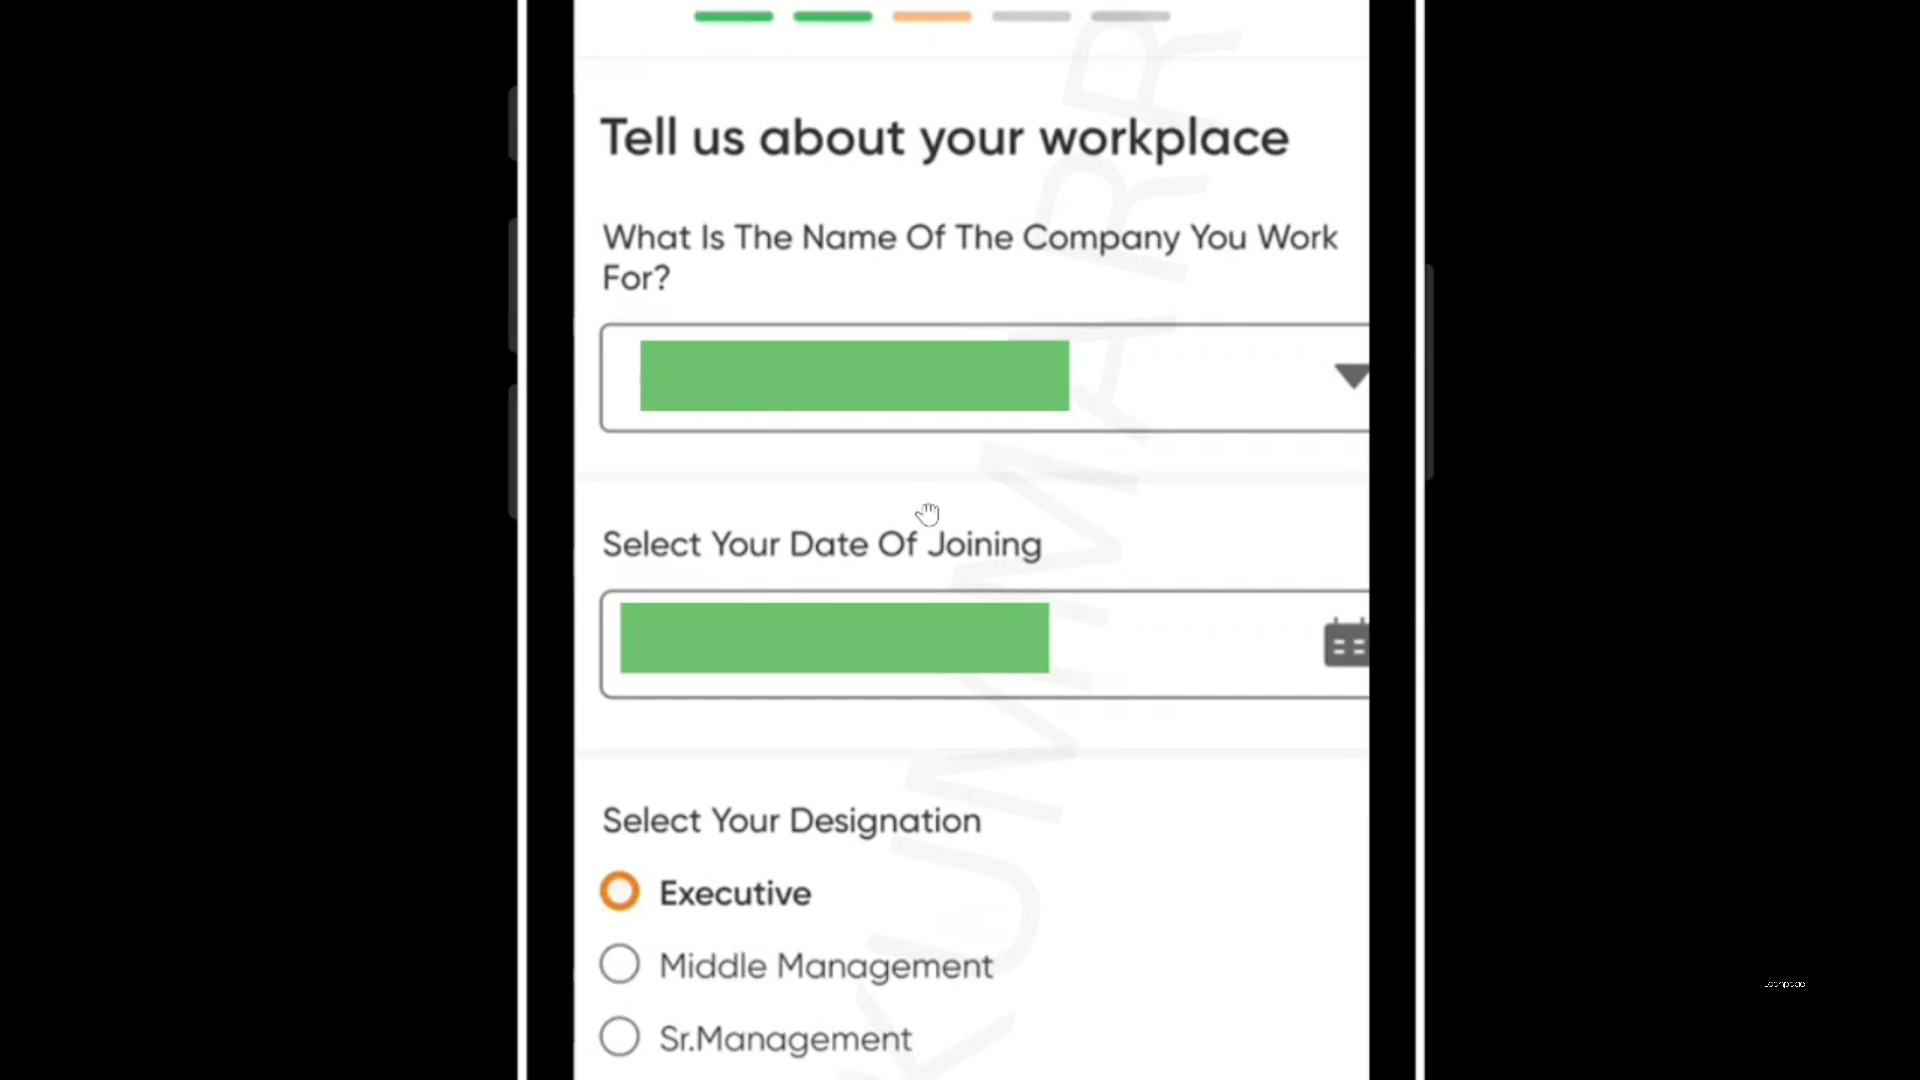 Tell us about your workplace
What Is The Name Of The Company You Work
For?
Select Your Date Of Joining
Select Your Designation
Executive
Middle Management
Sr.Management